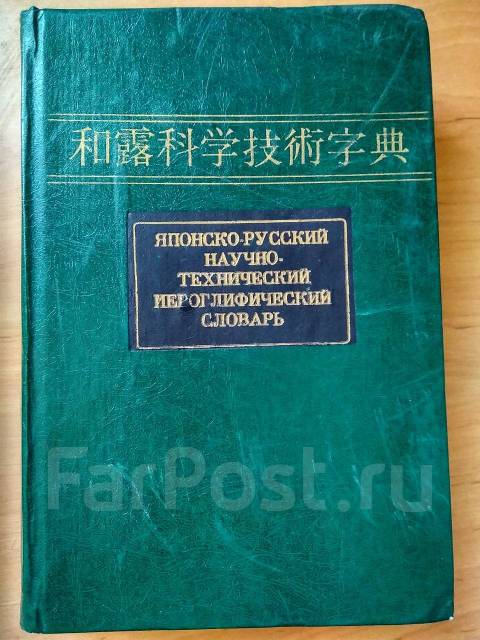 和露科学技術字典
ЯПОНСКО-РУССКИЙ
НАУЧНО-
ТЕХНИЧЕСКИЙ
ИЕРОГЛИФИЧЕСКИЙ
СЛОВАРЬ
FarPost.ru